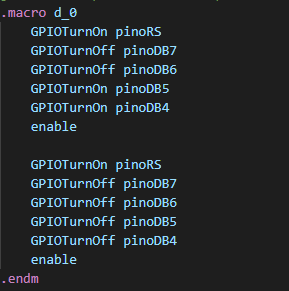 .macro d_0
GPIOTurnOn pinoRS
GPIOTurnOff pinoDB7
GPIOTurnOff pinoDB6
GPIOTurnOn pinoDB5
GPIOTurnOn pinoDB4
enable
GPIOTurnOn pinoRS
GPIOTurnOff pinoDB7
GPIOTurnOff pinoDB6
GPIOTurnOff pinoDB5
GPIOTurnOff pinoDB4
enable
.endm